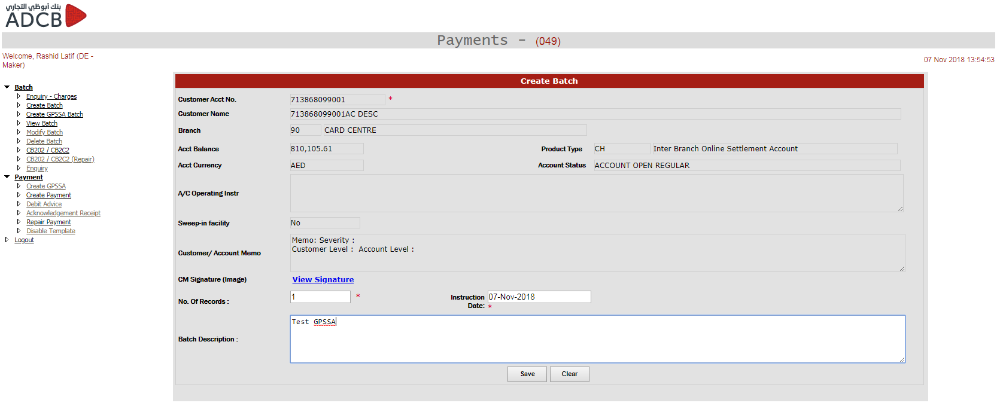 بنك أبوظبي التجاري
ADCB
Payments - (049)
Welcome, Rashid Latif (DE -
Maker)
07 Nov 2018 13:54:53
Batch
Enquiry - Charges
Create Batch
Create GPSSA Batch
View Batch
Modify Batch
Delete Batch
CB202 / CB2C2
CB202 / CB2C2 (Repair)
Enquiry
Payment
Create GPSSA
Create Payment
Debit Advice
Acknowledgement Receipt
Repair Payment
Disable Template
Logout
Create Batch
Customer Acct No. 713868099001 *
Customer Name 713868099001AC DESC
Branch 90 CARD CENTRE
Acct Balance 810,105.61 Product Type CH Inter Branch Online Settlement Account
Acct Currency AED Account Status ACCOUNT OPEN REGULAR
A/C Operating Instr
Sweep-in facility No
Customer/ Account Memo
Memo: Severity :
Customer Level : Account Level :
CM Signature (Image) View Signature
No. Of Records : 1 * Instruction Date: * 07-Nov-2018
Batch Description : Test GPSSA
Save Clear